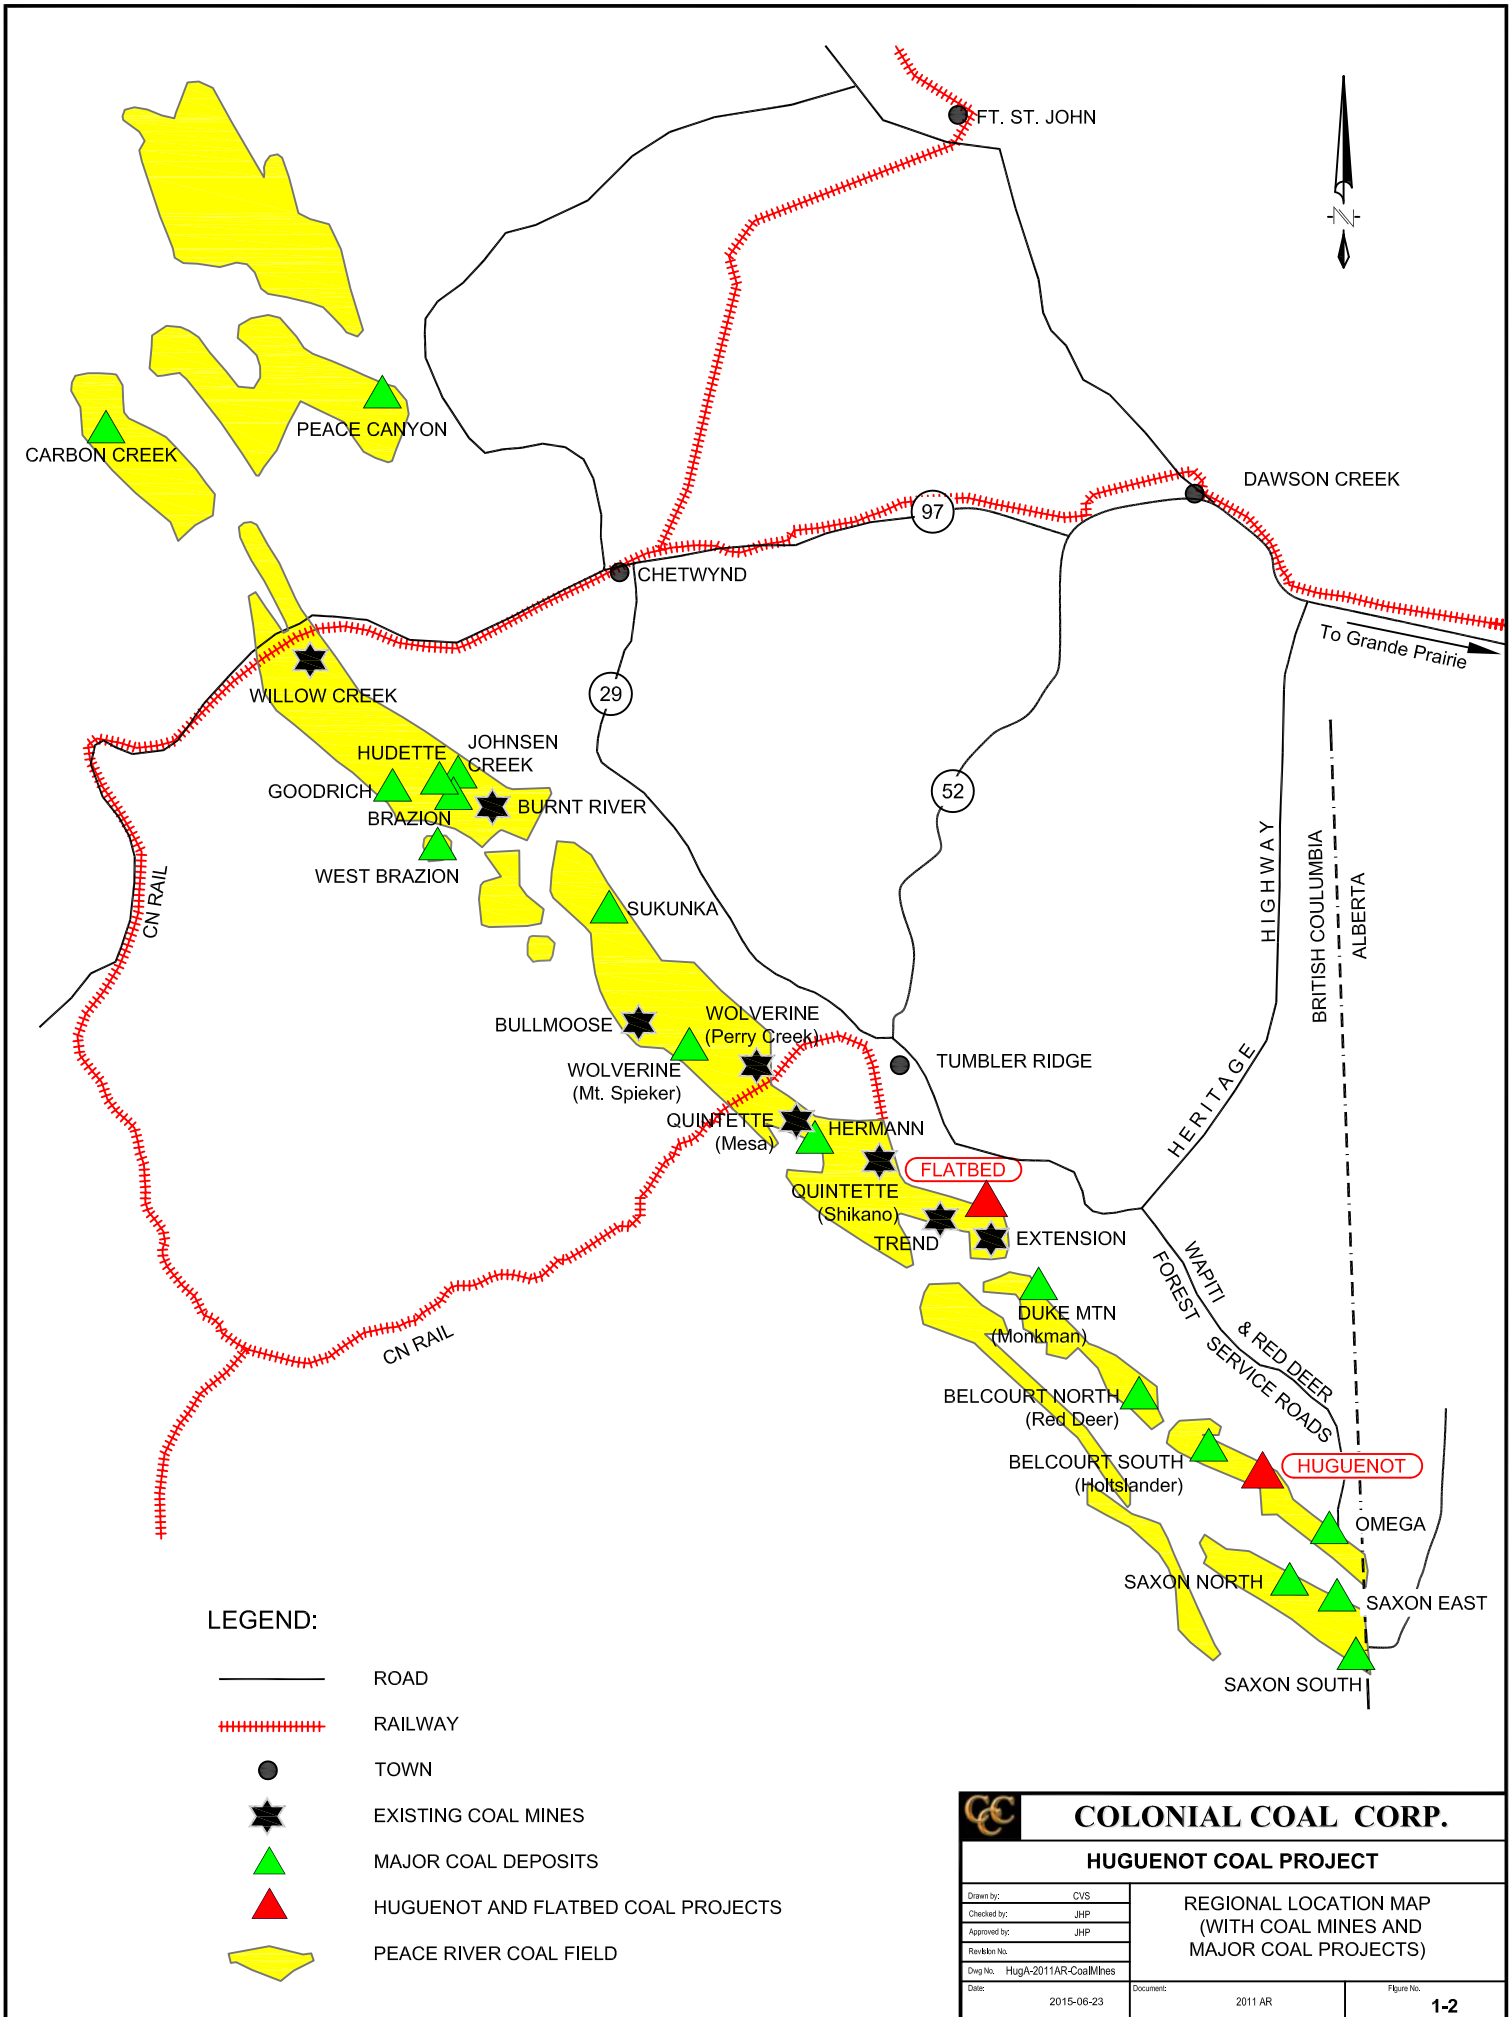 FT. ST. JOHN
N
PEACE CANYON
CARBON CREEK
DAWSON CREEK
97
CHETWYND
To Grande Prairie
29
WILLOW CREEK
HUDETTE
JOHNSEN
CREEK
GOODRICH
BURNT RIVER
BRAZION
52
WEST BRAZION
HIGHWAY
BRITISH COULUMBIA
ALBERTA
CN RAIL
SUKUNKA
BULLMOOSE
WOLVERINE
(Perry Creek)
TUMBLER RIDGE
WOLVERINE
(Mt. Spieker)
HERITAGE
QUINTETTE
(Mesa)
HERMANN
FLATBED
QUINTETTE
(Shikano)
TREND
EXTENSION
WAPITI
FOREST
& RED DEER
SERVICE ROADS
DUKE MTN
(Monkman)
CN RAIL
BELCOURT NORTH
(Red Deer)
BELCOURT SOUTH
(Holtslander)
HUGUENOT
OMEGA
SAXON NORTH
SAXON EAST
SAXON SOUTH
LEGEND:
ROAD
RAILWAY
TOWN
EXISTING COAL MINES
MAJOR COAL DEPOSITS
HUGUENOT AND FLATBED COAL PROJECTS
PEACE RIVER COAL FIELD
CCC
COLONIAL COAL CORP.
HUGUENOT COAL PROJECT
Drawn by: CVS
Checked by: JHP
Approved by: JHP
Revision No.
Dwg No. HugA-2011AR-CoalMines
REGIONAL LOCATION MAP
(WITH COAL MINES AND
MAJOR COAL PROJECTS)
Date: 2015-06-23
Document: 2011 AR
Figure No. 1-2